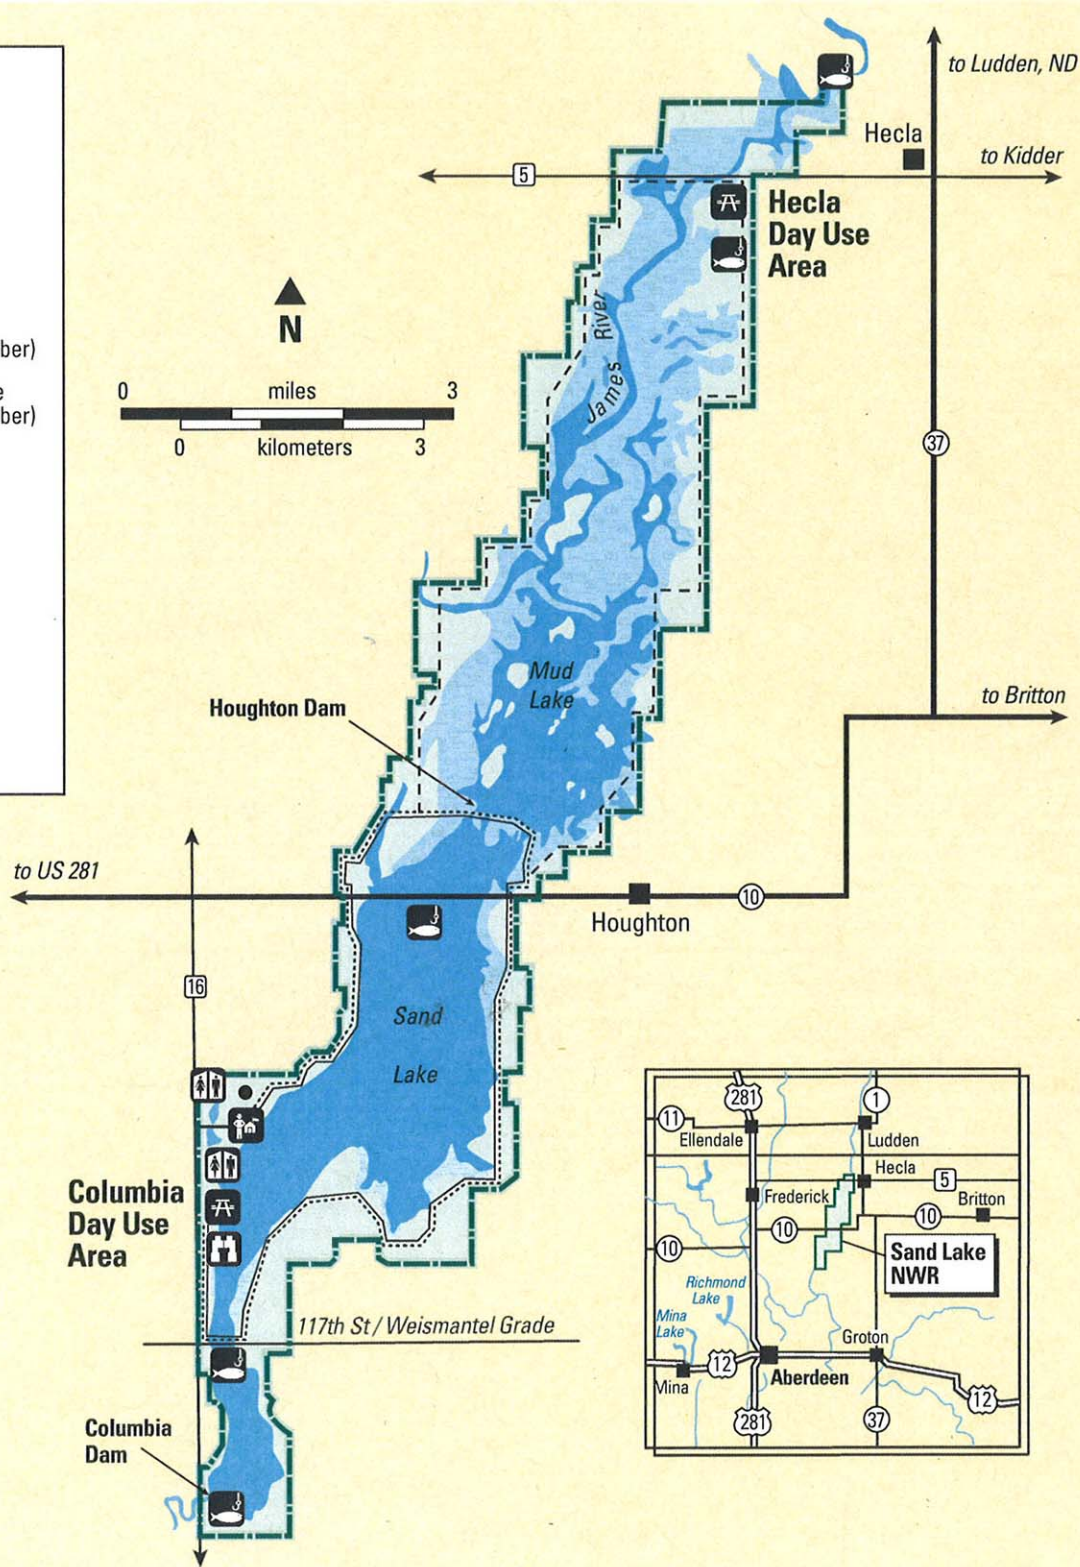 to Ludden, ND
Hecla
to Kidder
5
Hecla
Day Use
Area
N
River
James
ber)
e
ber)
0 miles 3
0 kilometers 3
37
Mud
Lake
to Britton
Houghton Dam
to US 281
10
Houghton
16
Sand
Lake
Columbia
Day Use
Area
117th St / Weismantel Grade
Columbia
Dam
281
1
11
Ellendale
Ludden
Hecla
5
Frederick
Britton
10
10
10
Sand Lake
NWR
Richmond
Lake
Mina
Lake
Groton
12
Mina
Aberdeen
12
281
37